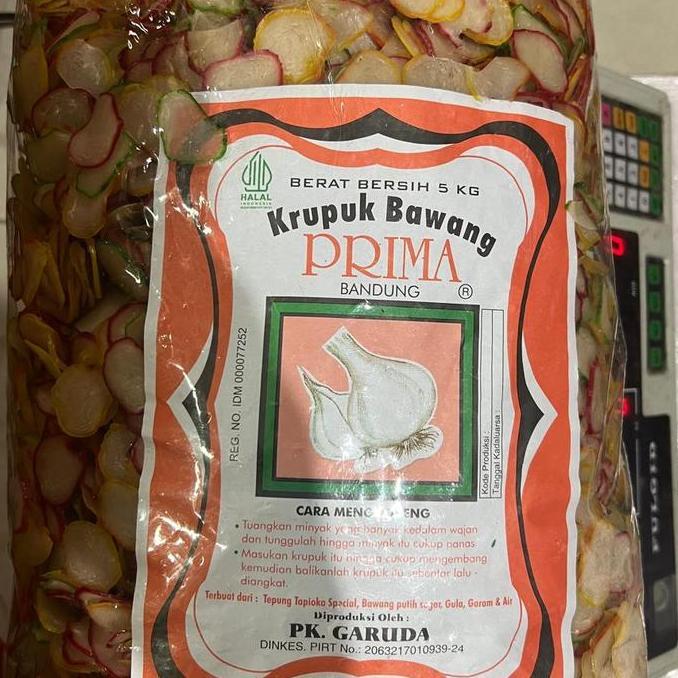 HALAL
INDONESIA
BERAT BERSIH 5 KG
Krupuk Bawang
PRIMA
BANDUNG ®
REG. NO. IDM 000077252
Kode Produksi :
Tanggal Kadaluarsa :
CARA MENGGORENG
• Tuangkan minyak yang banyak kedalam wajan
dan tunggulah hingga minyak itu cukup panas
• Masukan krupuk itu hingga cukup mengembang
kemudian balikanlah krupuk itu sebentar lalu -
diangkat.
Terbuat dari : Tepung Tapioka Special, Bawang putih segar, Gula, Garam & Air
Diproduksi Oleh :
PK. GARUDA
DINKES. PIRT No.: 2063217010939-24